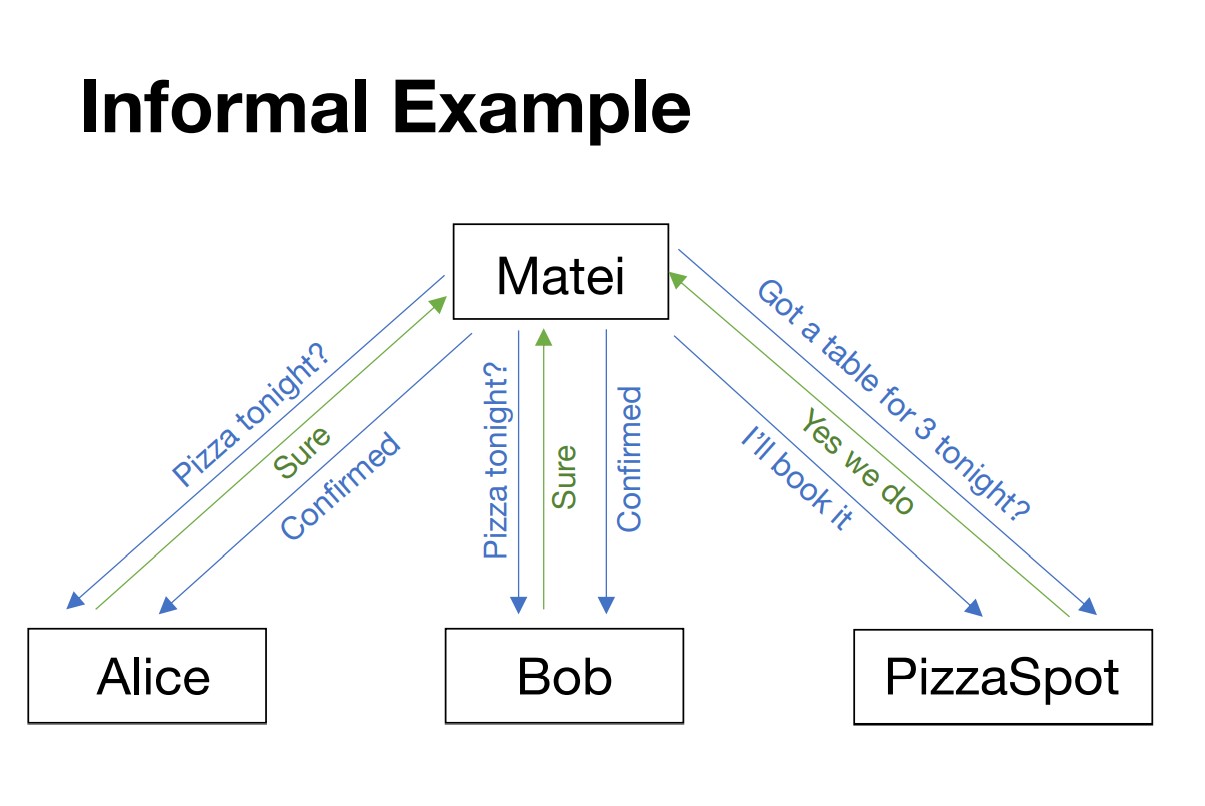 Informal Example
Matei
Pizza tonight?
Sure
Confirmed
Pizza tonight?
Sure
Confirmed
Got a table for 3 tonight?
Yes we do
I'll book it
Alice
Bob
PizzaSpot